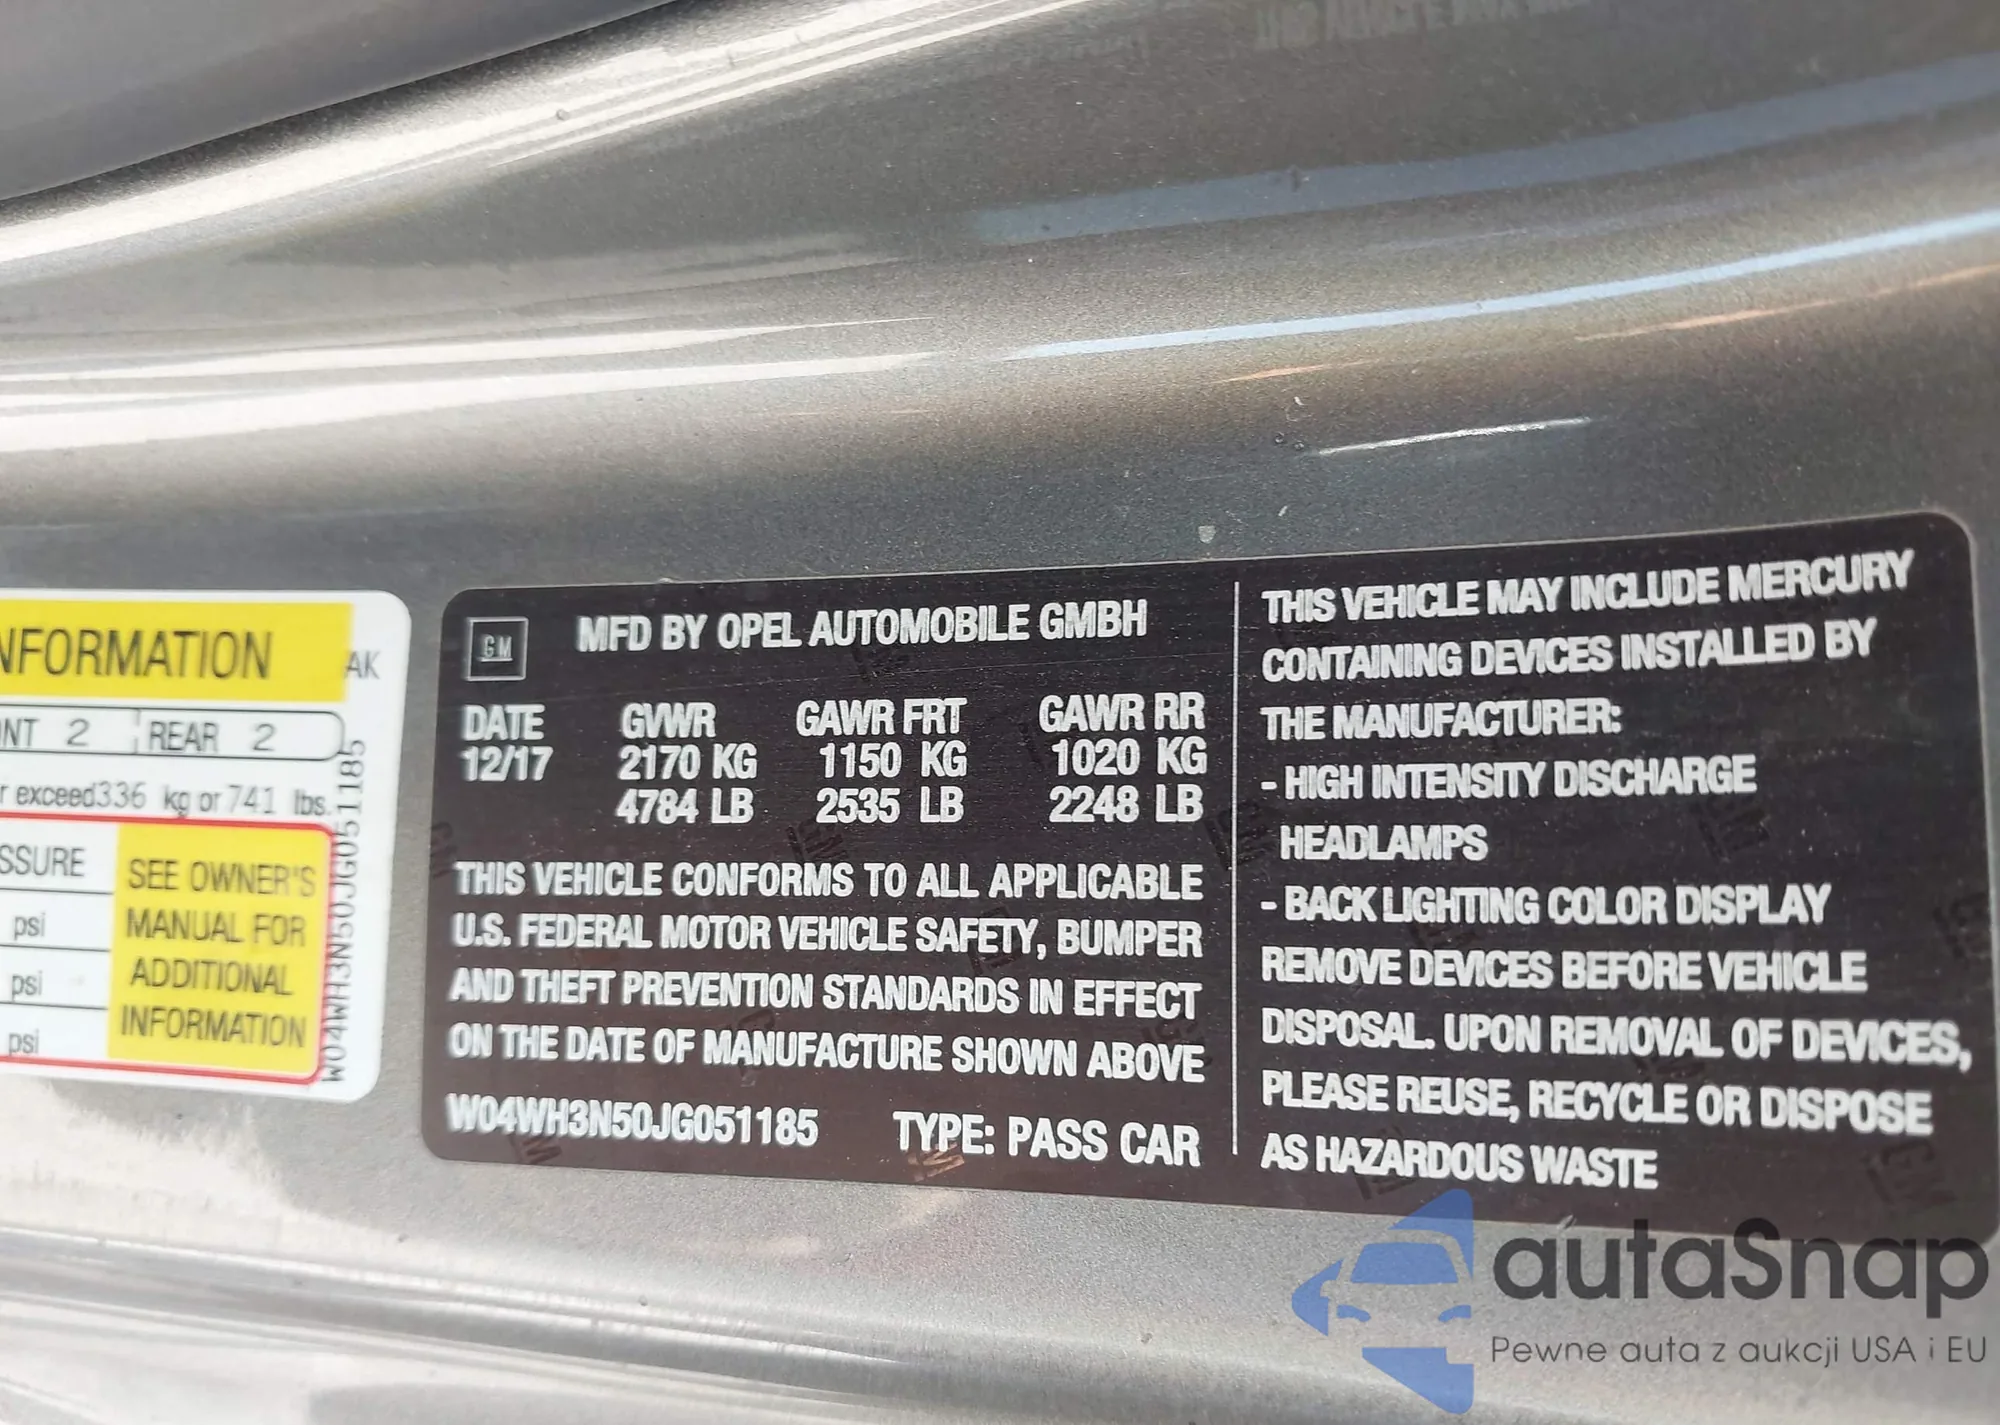 NFORMATION
AK
NT 2 REAR 2
r exceed 336 kg or 741 lbs.
SSURE
psi
psi
psi
SEE OWNER'S
MANUAL FOR
ADDITIONAL
INFORMATION
W04WH3N50JG051185
GM
MFD BY OPEL AUTOMOBILE GMBH
DATE GVWR GAWR FRT GAWR RR
12/17 2170 KG 1150 KG 1020 KG
4784 LB 2535 LB 2248 LB
THIS VEHICLE CONFORMS TO ALL APPLICABLE
U.S. FEDERAL MOTOR VEHICLE SAFETY, BUMPER
AND THEFT PREVENTION STANDARDS IN EFFECT
ON THE DATE OF MANUFACTURE SHOWN ABOVE
W04WH3N50JG051185 TYPE: PASS CAR
THIS VEHICLE MAY INCLUDE MERCURY
CONTAINING DEVICES INSTALLED BY
THE MANUFACTURER:
- HIGH INTENSITY DISCHARGE
HEADLAMPS
- BACK LIGHTING COLOR DISPLAY
REMOVE DEVICES BEFORE VEHICLE
DISPOSAL. UPON REMOVAL OF DEVICES,
PLEASE REUSE, RECYCLE OR DISPOSE
AS HAZARDOUS WASTE
autaSnap
Pewne auta z aukcji USA i EU